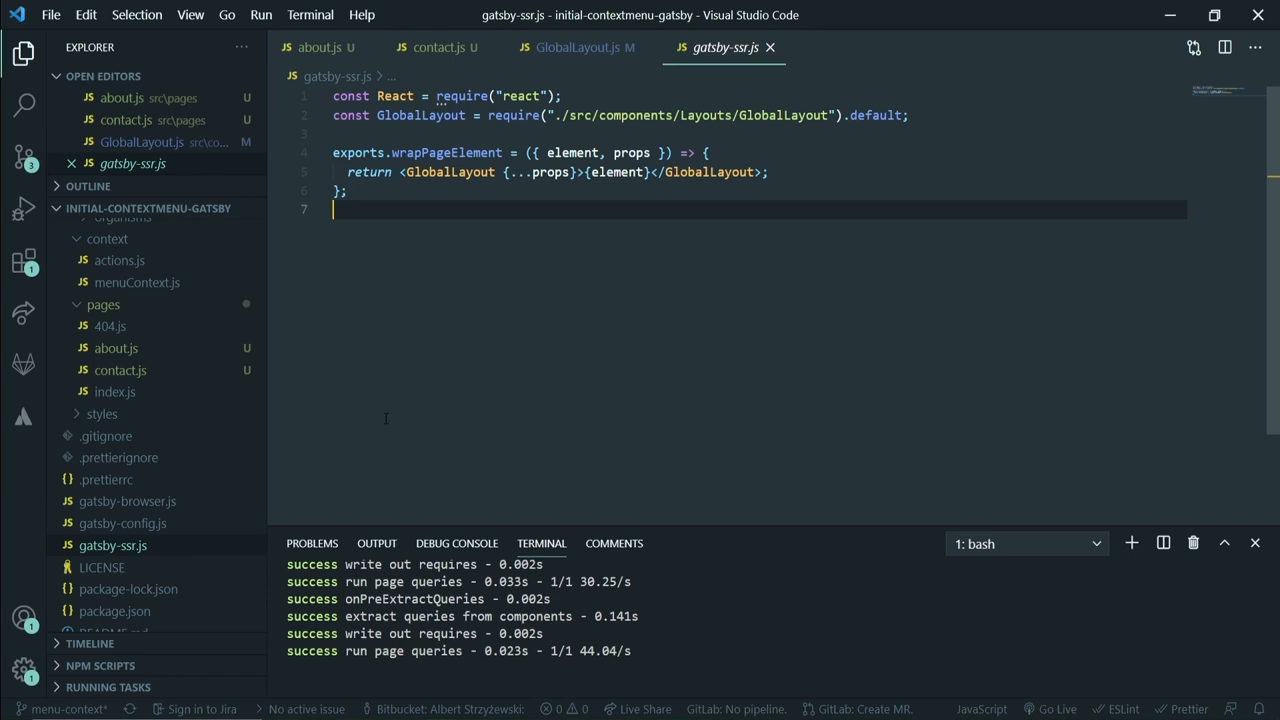 File Edit Selection View Go Run Terminal Help
gatsby-ssr.js - initial-contextmenu-gatsby - Visual Studio Code
EXPLORER
OPEN EDITORS
JS about.js src\pages U
JS contact.js src\pages U
JS GlobalLayout.js src\co... M
JS gatsby-ssr.js
OUTLINE
INITIAL-CONTEXTMENU-GATSBY
organisms
context
JS actions.js
JS menuContext.js
pages
JS 404.js
JS about.js U
JS contact.js U
JS index.js
styles
.gitignore
.prettierignore
{} .prettierrc
JS gatsby-browser.js
JS gatsby-config.js
JS gatsby-ssr.js
LICENSE
{} package-lock.json
{} package.json
README.md
TIMELINE
NPM SCRIPTS
RUNNING TASKS
3
1
1
1
JS about.js U
JS contact.js U
JS GlobalLayout.js M
JS gatsby-ssr.js
JS gatsby-ssr.js > ...
1 const React = require("react");
2 const GlobalLayout = require("./src/components/Layouts/GlobalLayout").default;
3
4 exports.wrapPageElement = ({ element, props }) => {
5 return <GlobalLayout {...props}>{element}</GlobalLayout>;
6 };
7
PROBLEMS OUTPUT DEBUG CONSOLE TERMINAL COMMENTS
1: bash
success write out requires - 0.002s
success run page queries - 0.033s - 1/1 30.25/s
success onPreExtractQueries - 0.002s
success extract queries from components - 0.141s
success write out requires - 0.002s
success run page queries - 0.023s - 1/1 44.04/s
menu-context* Sign in to Jira No active issue Bitbucket: Albert Strzyżewski: 0 0 Live Share GitLab: No pipeline. GitLab: Create MR. JavaScript Go Live ESLint Prettier